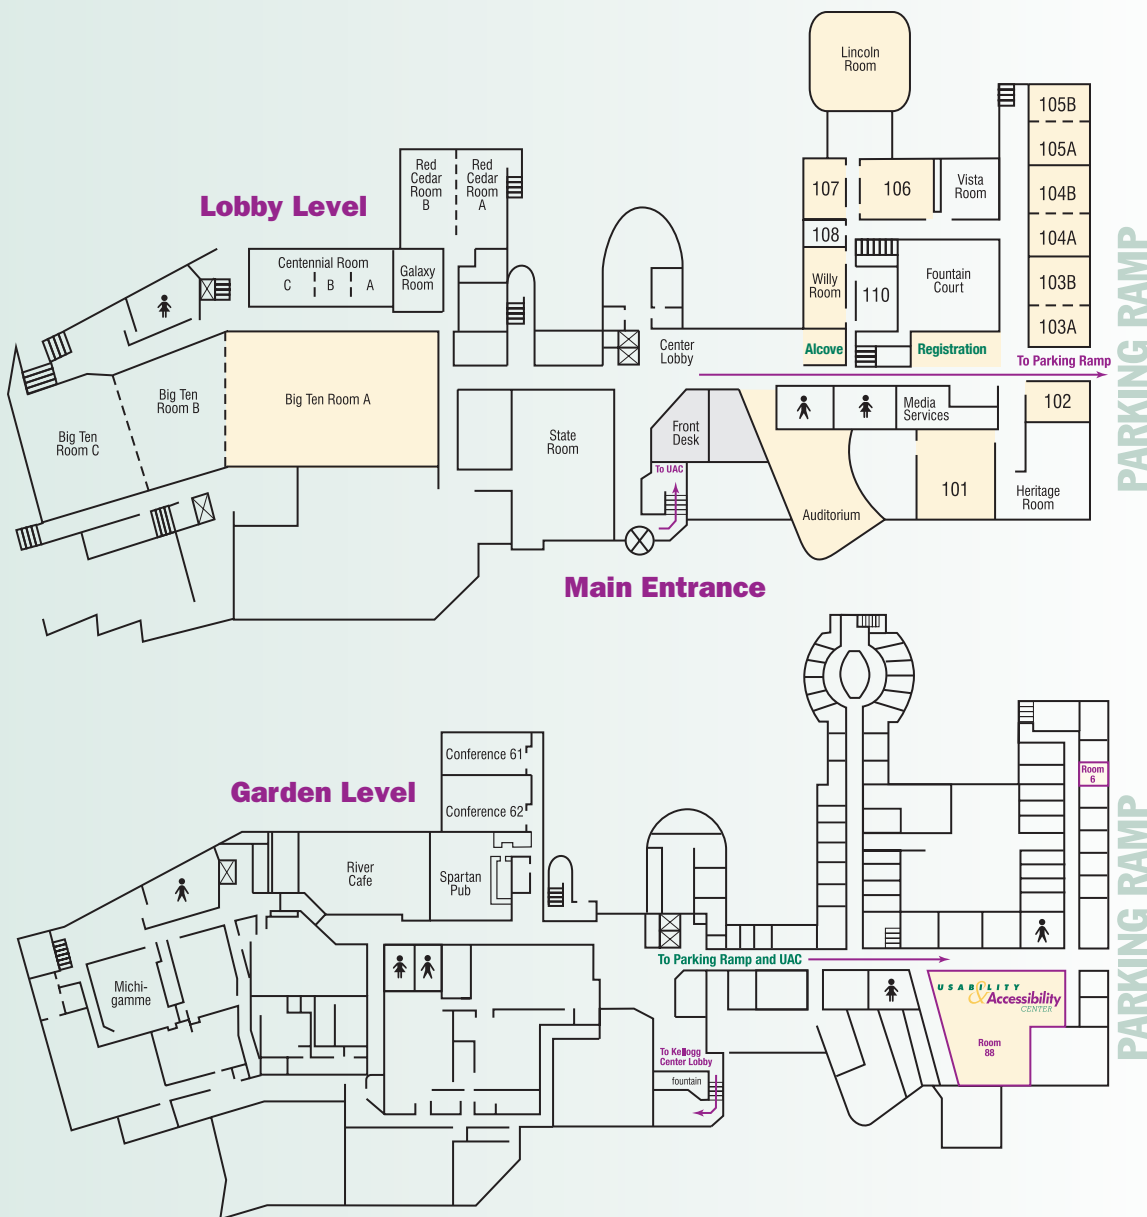 Lincoln
Room
105B
105A
104B
104A
103B
103A
107
106
Vista
Room
108
Willy
Room
110
Fountain
Court
Alcove
Registration
To Parking Ramp
PARKING RAMP
Lobby Level
Red
Cedar
Room
B
Red
Cedar
Room
A
Centennial Room
C
B
A
Galaxy
Room
Center
Lobby
Big Ten
Room C
Big Ten
Room B
Big Ten Room A
State
Room
Front
Desk
To UAC
Media
Services
102
101
Heritage
Room
Auditorium
Main Entrance
Garden Level
Conference 61
Conference 62
River
Cafe
Spartan
Pub
Room
6
PARKING RAMP
Michi-
gamme
To Parking Ramp and UAC
USABILITY
&Accessibility
CENTER
Room
88
To Kellogg
Center Lobby
fountain